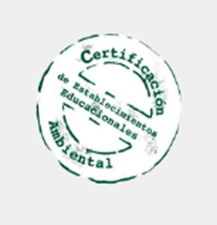 Certificación
de Establecimientos
Educacionales
Ambiental